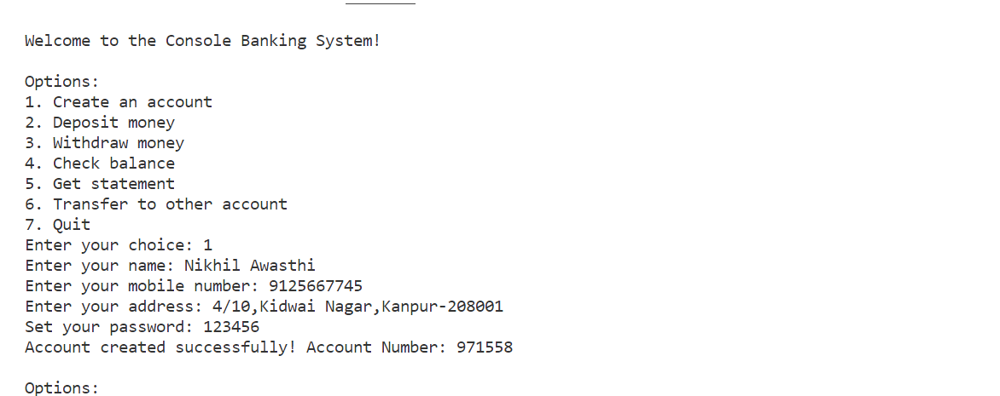 Welcome to the Console Banking System!
Options:
1. Create an account
2. Deposit money
3. Withdraw money
4. Check balance
5. Get statement
6. Transfer to other account
7. Quit
Enter your choice: 1
Enter your name: Nikhil Awasthi
Enter your mobile number: 9125667745
Enter your address: 4/10,Kidwai Nagar,Kanpur-208001
Set your password: 123456
Account created successfully! Account Number: 971558
Options: